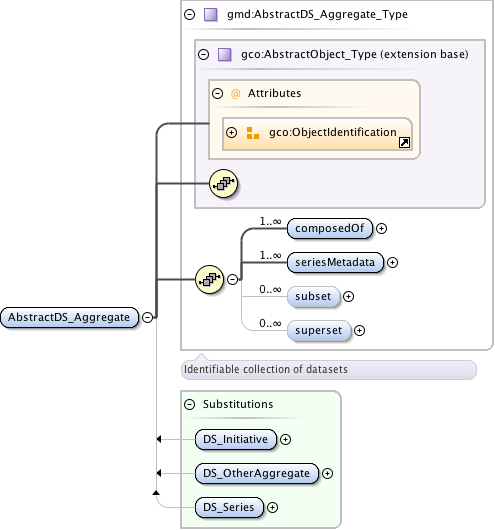 gmd:AbstractDS_Aggregate_Type
gco:AbstractObject_Type (extension base)
@ Attributes
gco:ObjectIdentification
1..∞
composedOf
1..∞
seriesMetadata
0..∞
subset
0..∞
superset
AbstractDS_Aggregate
Identifiable collection of datasets
Substitutions
DS_Initiative
DS_OtherAggregate
DS_Series